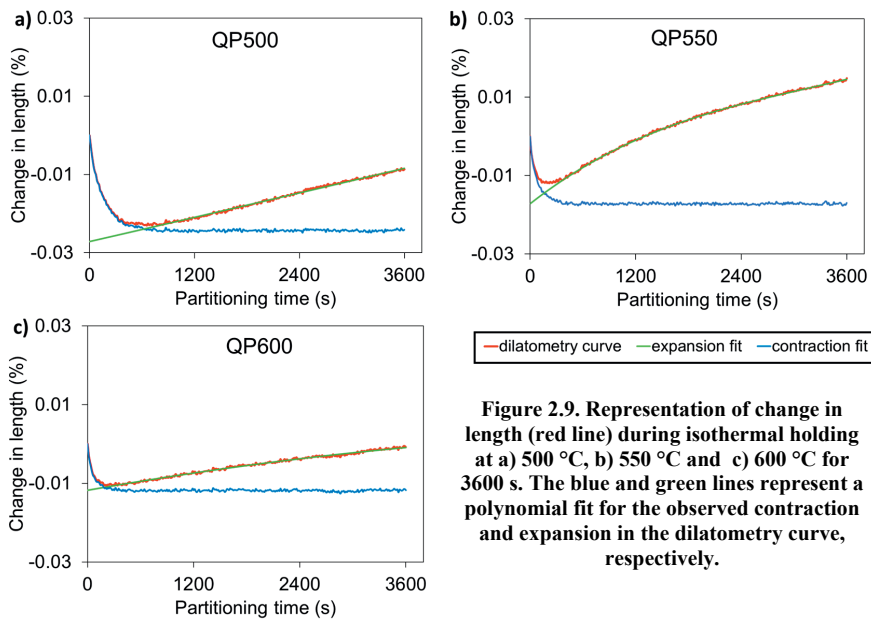 a)
QP500
Change in length (%)
0.03
0.01
-0.01
-0.03
0
1200
2400
3600
Partitioning time (s)
b)
QP550
Change in length (%)
0.03
0.01
-0.01
-0.03
0
1200
2400
3600
Partitioning time (s)
c)
QP600
Change in length (%)
0.03
0.01
-0.01
-0.03
0
1200
2400
3600
Partitioning time (s)
dilatometry curve
expansion fit
contraction fit
Figure 2.9. Representation of change in
length (red line) during isothermal holding
at a) 500 °C, b) 550 °C and c) 600 °C for
3600 s. The blue and green lines represent a
polynomial fit for the observed contraction
and expansion in the dilatometry curve,
respectively.